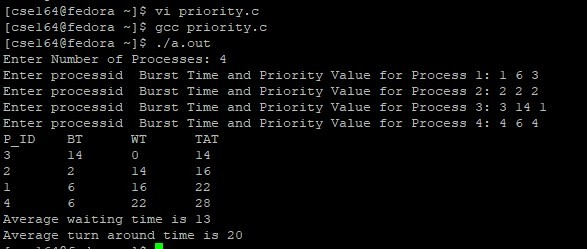 [cse164@fedora ~]$ vi priority.c
[cse164@fedora ~]$ gcc priority.c
[cse164@fedora ~]$ ./a.out
Enter Number of Processes: 4
Enter processid  Burst Time and Priority Value for Process 1: 1 6 3
Enter processid  Burst Time and Priority Value for Process 2: 2 2 2
Enter processid  Burst Time and Priority Value for Process 3: 3 14 1
Enter processid  Burst Time and Priority Value for Process 4: 4 6 4
P_ID    BT      WT      TAT
3       14      0       14
2       2       14      16
1       6       16      22
4       6       22      28
Average waiting time is 13
Average turn around time is 20
[cse164@fedora ~]$